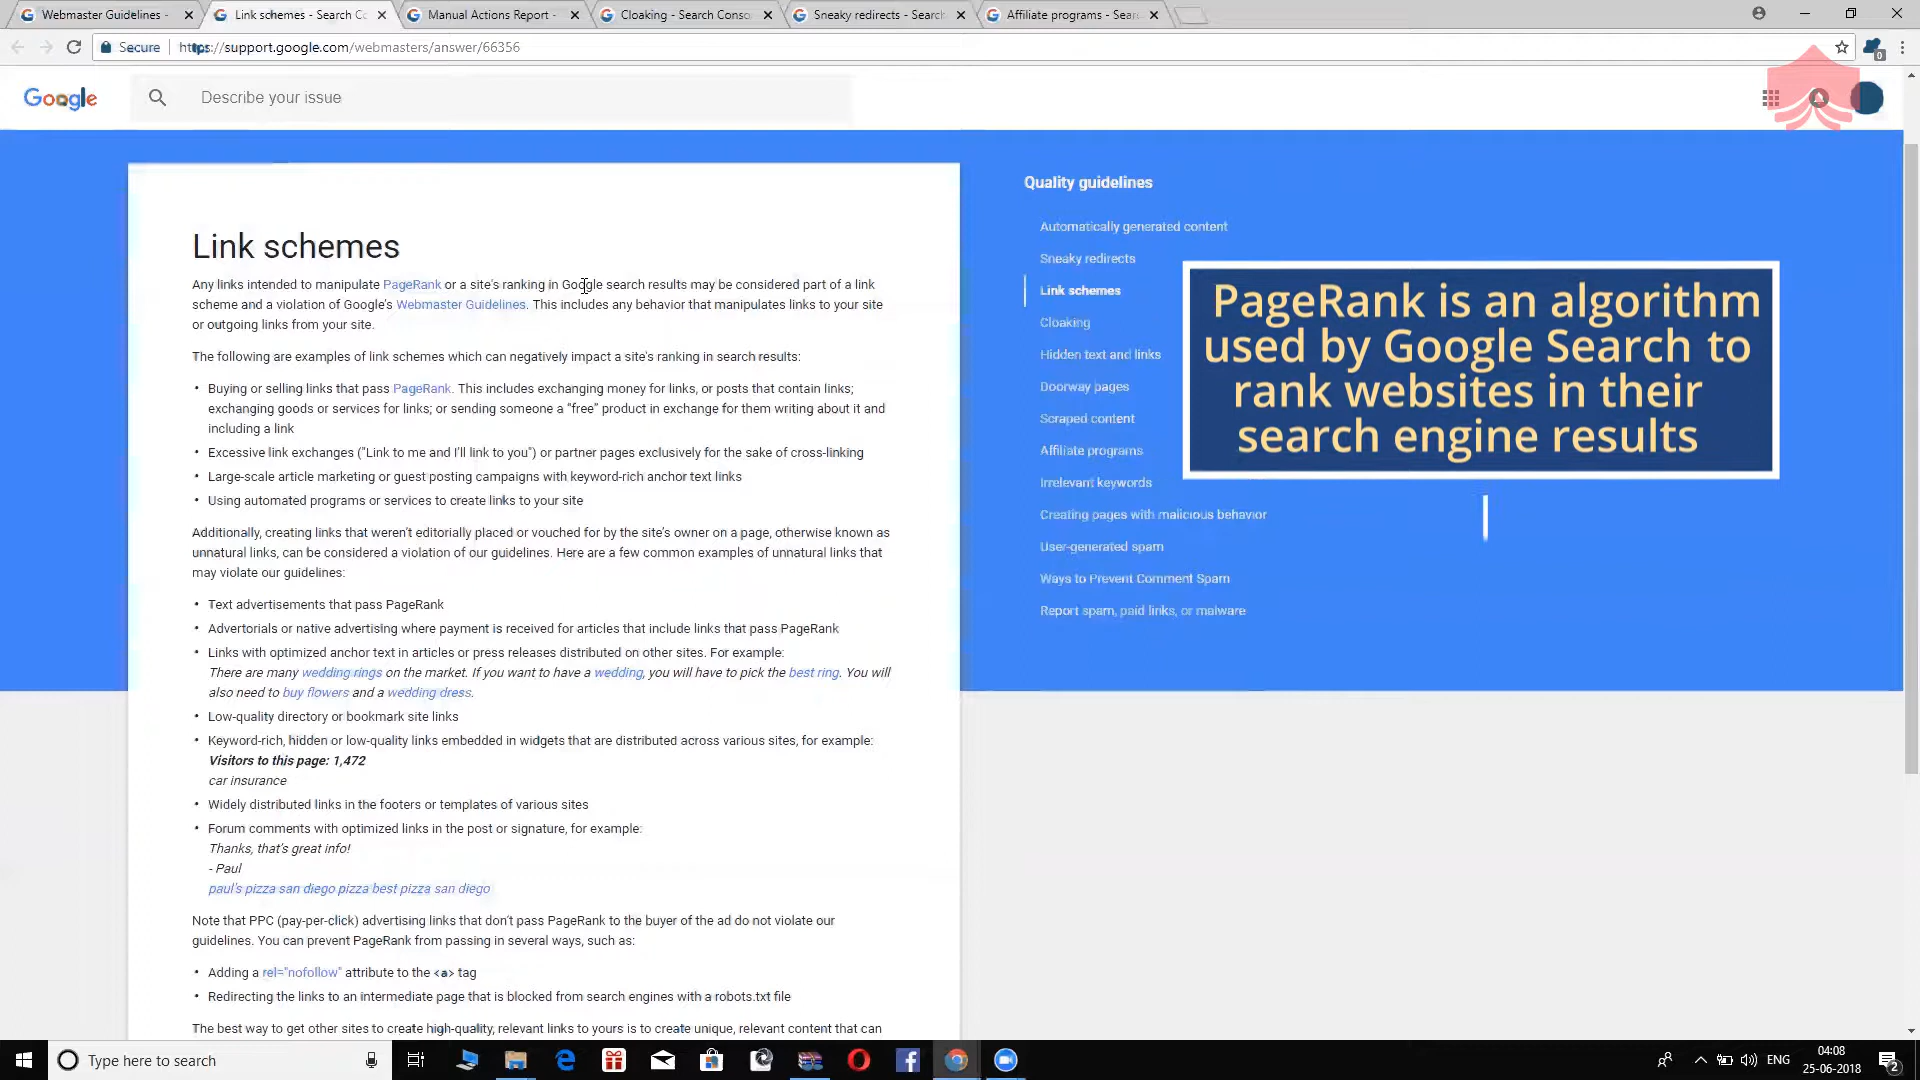 Webmaster Guidelines -
Link schemes - Search Co
Manual Actions Report -
Cloaking - Search Conso
Sneaky redirects - Search
Affiliate programs - Sear
Secure
https://support.google.com/webmasters/answer/66356
0
Google
Describe your issue
Link schemes
Any links intended to manipulate PageRank or a site's ranking in Google search results may be considered part of a link
scheme and a violation of Google's Webmaster Guidelines. This includes any behavior that manipulates links to your site
or outgoing links from your site.
The following are examples of link schemes which can negatively impact a site's ranking in search results:
• Buying or selling links that pass PageRank. This includes exchanging money for links, or posts that contain links;
exchanging goods or services for links; or sending someone a “free” product in exchange for them writing about it and
including a link
• Excessive link exchanges ("Link to me and I'll link to you") or partner pages exclusively for the sake of cross-linking
• Large-scale article marketing or guest posting campaigns with keyword-rich anchor text links
• Using automated programs or services to create links to your site
Additionally, creating links that weren’t editorially placed or vouched for by the site’s owner on a page, otherwise known as
unnatural links, can be considered a violation of our guidelines. Here are a few common examples of unnatural links that
may violate our guidelines:
• Text advertisements that pass PageRank
• Advertorials or native advertising where payment is received for articles that include links that pass PageRank
• Links with optimized anchor text in articles or press releases distributed on other sites. For example:
There are many wedding rings on the market. If you want to have a wedding, you will have to pick the best ring. You will
also need to buy flowers and a wedding dress.
• Low-quality directory or bookmark site links
• Keyword-rich, hidden or low-quality links embedded in widgets that are distributed across various sites, for example:
Visitors to this page: 1,472
car insurance
• Widely distributed links in the footers or templates of various sites
• Forum comments with optimized links in the post or signature, for example:
Thanks, that’s great info!
- Paul
paul’s pizza san diego pizza best pizza san diego
Note that PPC (pay-per-click) advertising links that don’t pass PageRank to the buyer of the ad do not violate our
guidelines. You can prevent PageRank from passing in several ways, such as:
• Adding a rel="nofollow" attribute to the <a> tag
• Redirecting the links to an intermediate page that is blocked from search engines with a robots.txt file
The best way to get other sites to create high-quality, relevant links to yours is to create unique, relevant content that can
Quality guidelines
Automatically generated content
Sneaky redirects
Link schemes
Cloaking
Hidden text and links
Doorway pages
Scraped content
Affiliate programs
Irrelevant keywords
Creating pages with malicious behavior
User-generated spam
Ways to Prevent Comment Spam
Report spam, paid links, or malware
PageRank is an algorithm
used by Google Search to
rank websites in their
search engine results
Type here to search
ENG
04:08
25-06-2018
2